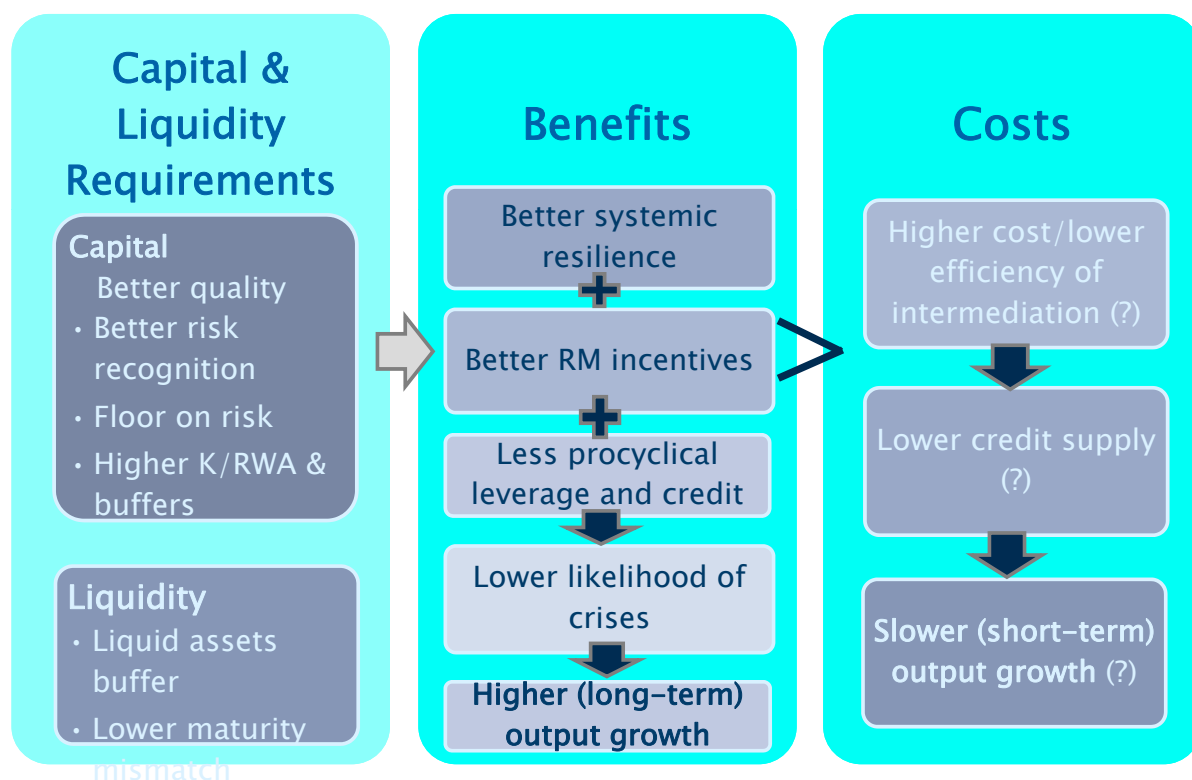 Capital &
Liquidity
Requirements
Capital
Better quality
• Better risk
recognition
• Floor on risk
• Higher K/RWA &
buffers
Liquidity
• Liquid assets
buffer
• Lower maturity
mismatch
Benefits
Better systemic
resilience
+
Better RM incentives
+
Less procyclical
leverage and credit
Lower likelihood of
crises
Higher (long-term)
output growth
>
Costs
Higher cost/lower
efficiency of
intermediation (?)
Lower credit supply
(?)
Slower (short-term)
output growth (?)